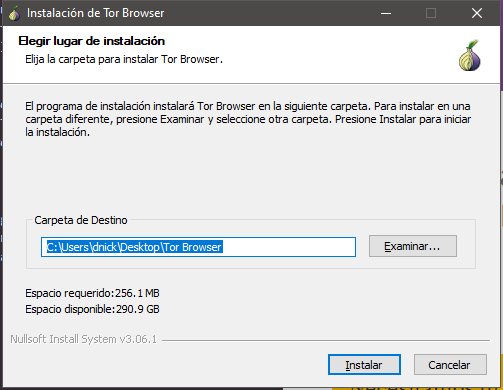 Instalación de Tor Browser
Elegir lugar de instalación
Elija la carpeta para instalar Tor Browser.
El programa de instalación instalará Tor Browser en la siguiente carpeta. Para instalar en una
carpeta diferente, presione Examinar y seleccione otra carpeta. Presione Instalar para iniciar
la instalación.
Carpeta de Destino
C:\Users\dnick\Desktop\Tor Browser
Examinar...
Espacio requerido:256.1 MB
Espacio disponible:290.9 GB
Nullsoft Install System v3.06.1
Instalar
Cancelar